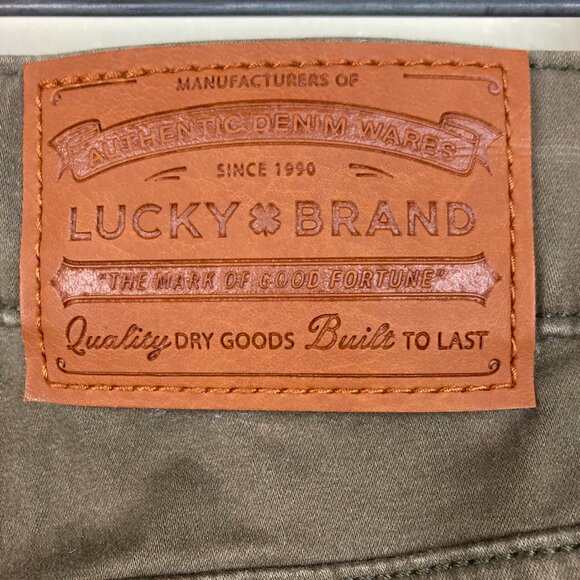 MANUFACTURERS OF
AUTHENTIC DENIM WARES
SINCE 1990
LUCKY BRAND
"THE MARK OF GOOD FORTUNE"
Quality DRY GOODS Built TO LAST